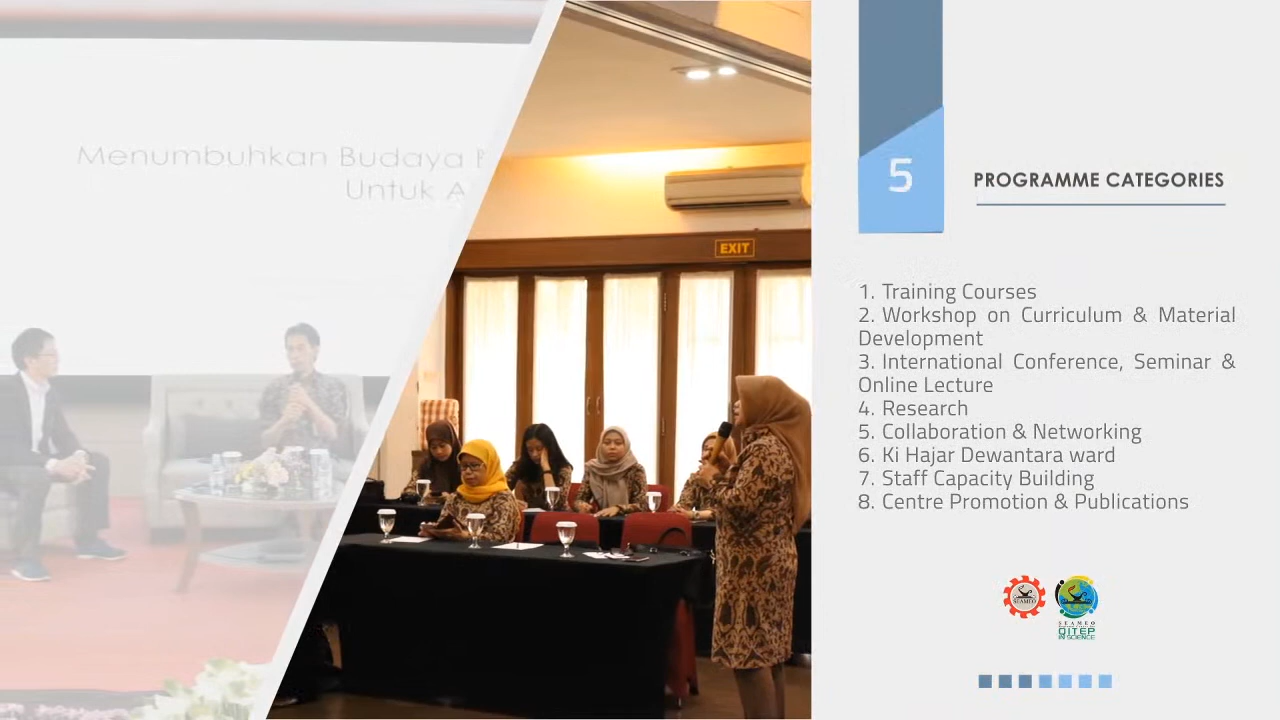 Menumbuhkan Budaya
Untuk A
EXIT
5
PROGRAMME CATEGORIES
1. Training Courses
2. Workshop on Curriculum & Material
Development
3. International Conference, Seminar &
Online Lecture
4. Research
5. Collaboration & Networking
6. Ki Hajar Dewantara ward
7. Staff Capacity Building
8. Centre Promotion & Publications
SEAMEO
SEAMEO
QITEP
IN SCIENCE